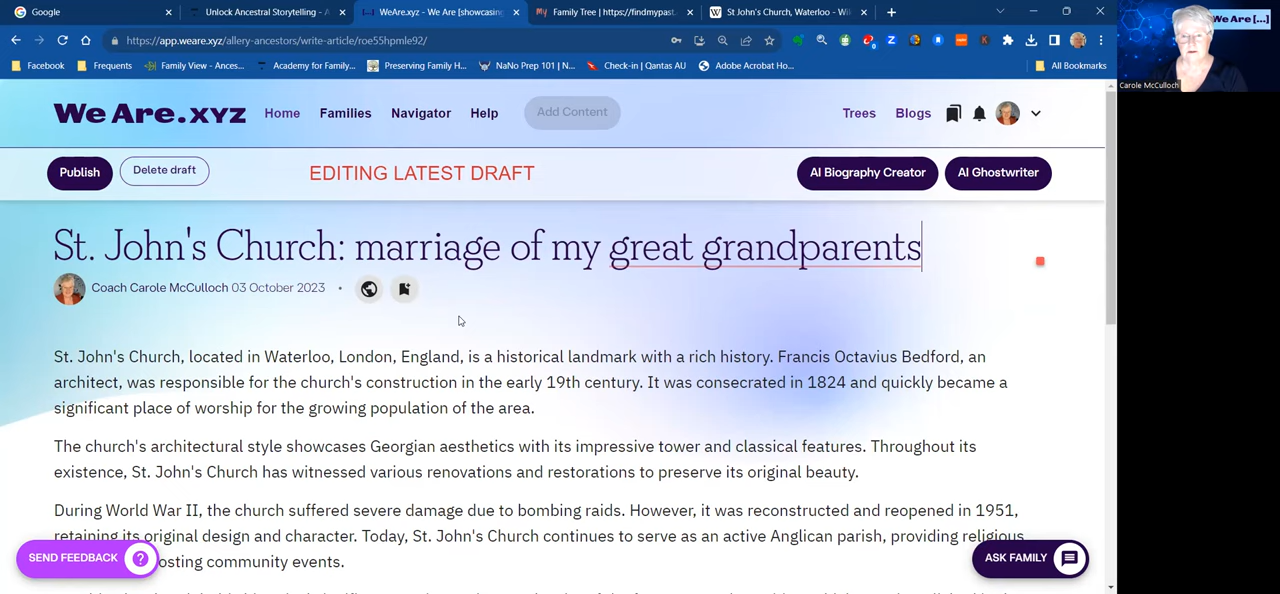 Google
Unlock Ancestral Storytelling - A
WeAre.xyz - We Are [showcasing
Family Tree | https://findmypast.
St John's Church, Waterloo - Wi
https://app.weare.xyz/allery-ancestors/write-article/roe55hpmle92/
Facebook Frequents Family View - Ances... Academy for Famil... Preserving Family H... NaNo Prep 101 | N... Check-in | Qantas AU Adobe Acrobat Ho... All Bookmarks
We Are.xyz Home Families Navigator Help Add Content Trees Blogs
Publish Delete draft EDITING LATEST DRAFT AI Biography Creator AI Ghostwriter
St. John's Church: marriage of my great grandparents
Coach Carole McCulloch 03 October 2023 •
St. John's Church, located in Waterloo, London, England, is a historical landmark with a rich history. Francis Octavius Bedford, an
architect, was responsible for the church's construction in the early 19th century. It was consecrated in 1824 and quickly became a
significant place of worship for the growing population of the area.
The church's architectural style showcases Georgian aesthetics with its impressive tower and classical features. Throughout its
existence, St. John's Church has witnessed various renovations and restorations to preserve its original beauty.
During World War II, the church suffered severe damage due to bombing raids. However, it was reconstructed and reopened in 1951,
retaining its original design and character. Today, St. John's Church continues to serve as an active Anglican parish, providing religious
osting community events.
SEND FEEDBACK ?
ASK FAMILY
We Are [...]
Carole McCulloch